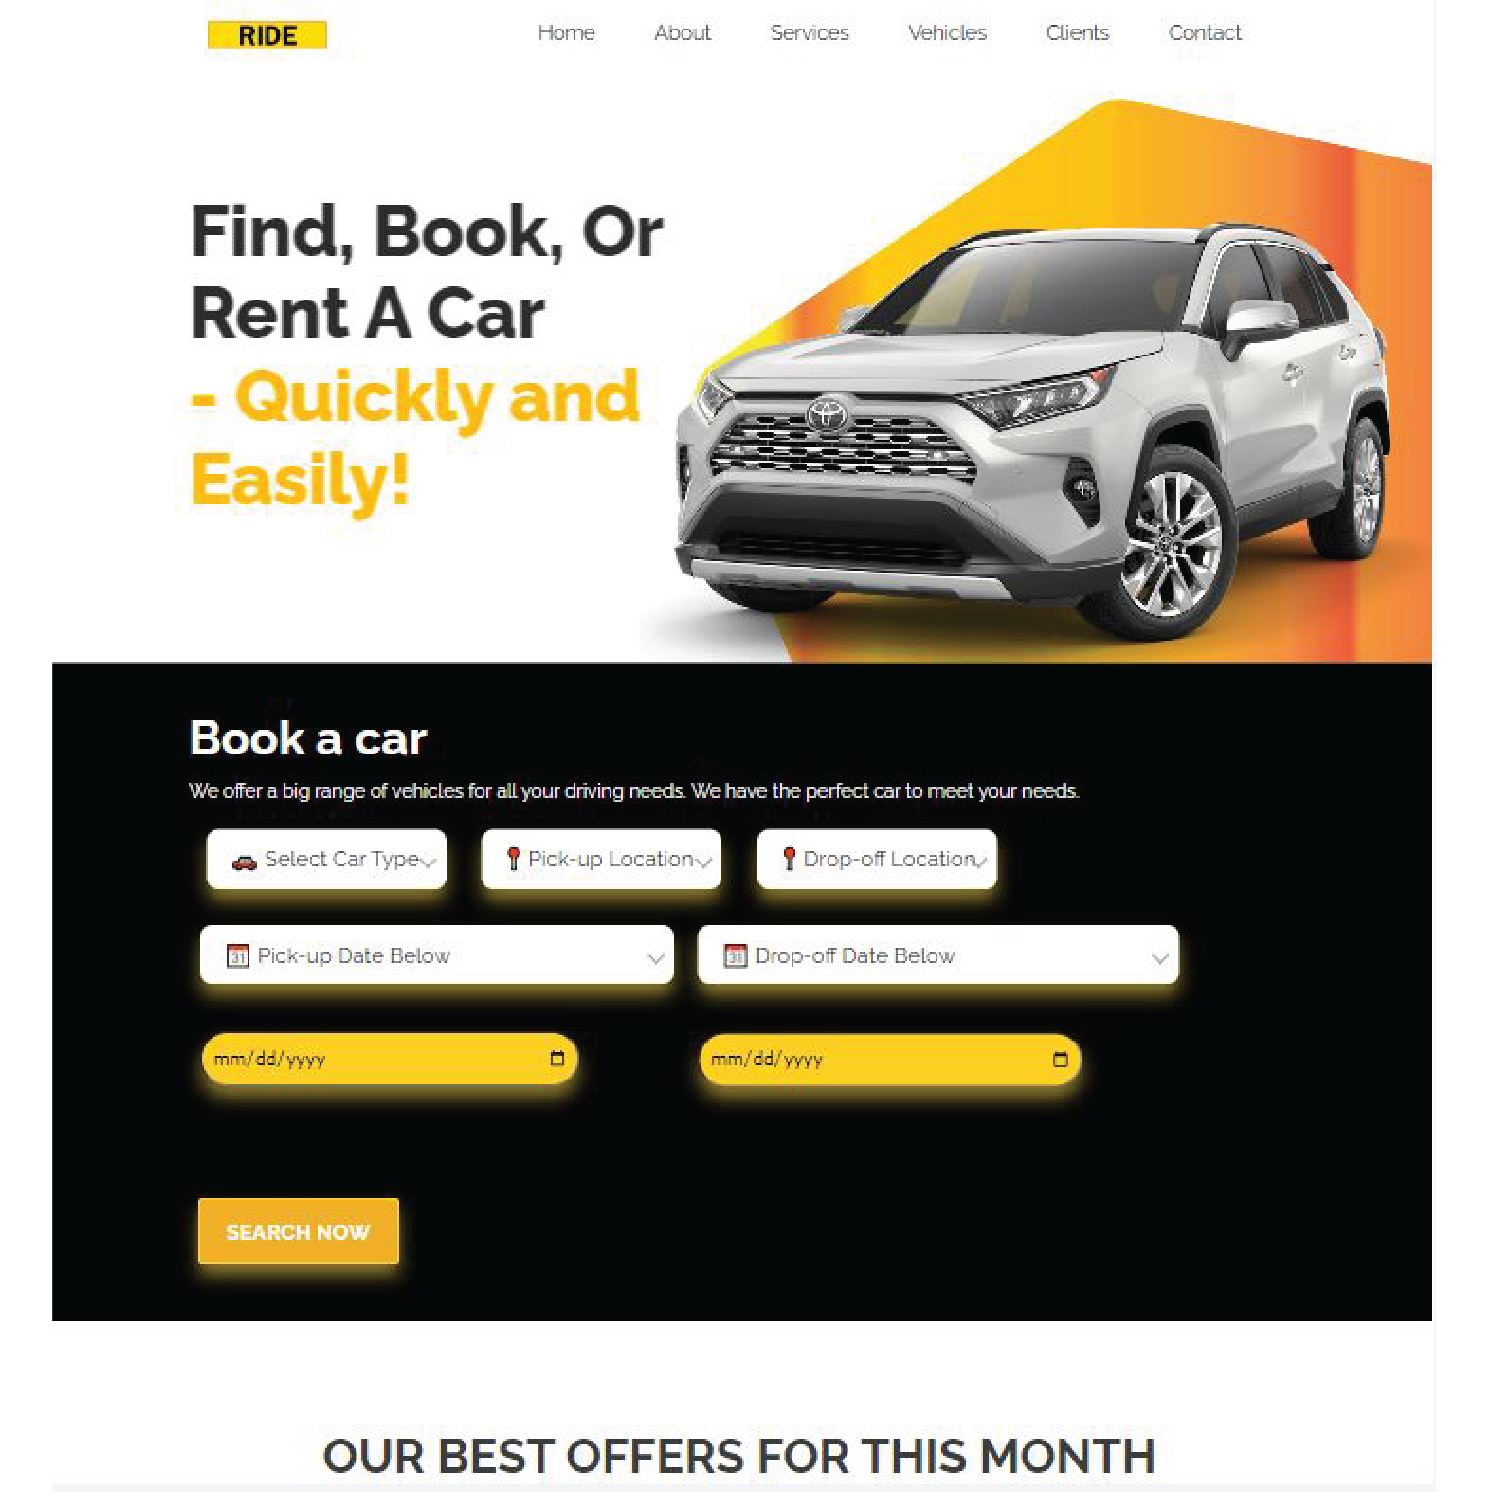 RIDE
Home About Services Vehicles Clients Contact
Find, Book, Or
Rent A Car
- Quickly and
Easily!
Book a car
We offer a big range of vehicles for all your driving needs. We have the perfect car to meet your needs.
Select Car Type Pick-up Location Drop-off Location
31 Pick-up Date Below 31 Drop-off Date Below
mm/dd/yyyy mm/dd/yyyy
SEARCH NOW
OUR BEST OFFERS FOR THIS MONTH